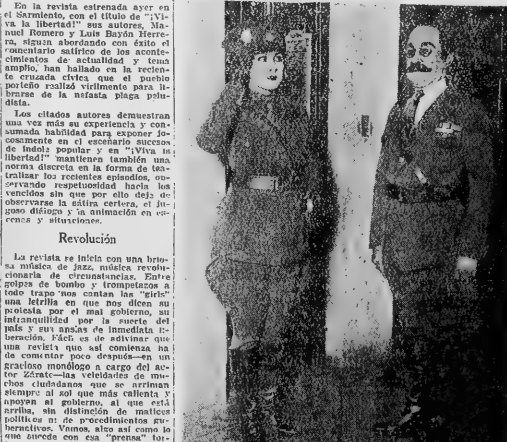 En la revista estrenada ayer en
el Sarmiento, con el título de "¡Vi-
va la libertad!" sus autores, Ma-
nuel Romero y Luis Bayón Herre-
ra, siguen abordando con éxito el
comentario satírico de los aconte-
cimientos de actualidad y tema
amplio, han hallado en la recien-
te cruzada cívica que el pueblo
porteño realizó virilmente para li-
brarse de la nefasta plaga pelu-
dista.
Los citados autores demuestran
una vez más su experiencia y con-
sumada habilidad para exponer jo-
cosamente en el escenario sucesos
de índole popular y en "¡Viva la
libertad!" mantienen también una
norma discreta en la forma de tea-
tralizar los recientes episodios, ob-
servando respetuosidad hacia los
vencidos sin que por ello deje de
observarse la sátira certera, el ju-
goso diálogo y la animación en es-
cenas y situaciones.
Revolución
La revista se inicia con una brio-
sa música de jazz, música revolu-
cionaria de circunstancias. Entre
golpes de bombo y trompetazos a
todo trapo nos cantan las "girls"
una letrilla en que nos dicen su
protesta por el mal gobierno, su
intranquilidad por la suerte del
país y sus ansias de inmediata li-
beración. Fácil es de adivinar que
una revista que así comienza ha
de comentar poco después—en un
gracioso monólogo a cargo del ac-
tor Zárate—las veleidades de mu-
chos ciudadanos que se arriman
siempre al sol que más calienta y
apoyan al gobierno, al que está
arriba, sin distinción de matices
políticos ni de procedimientos gu-
bernativos. Vamos, algo así como lo
que sucede con esa "prensa" tor-